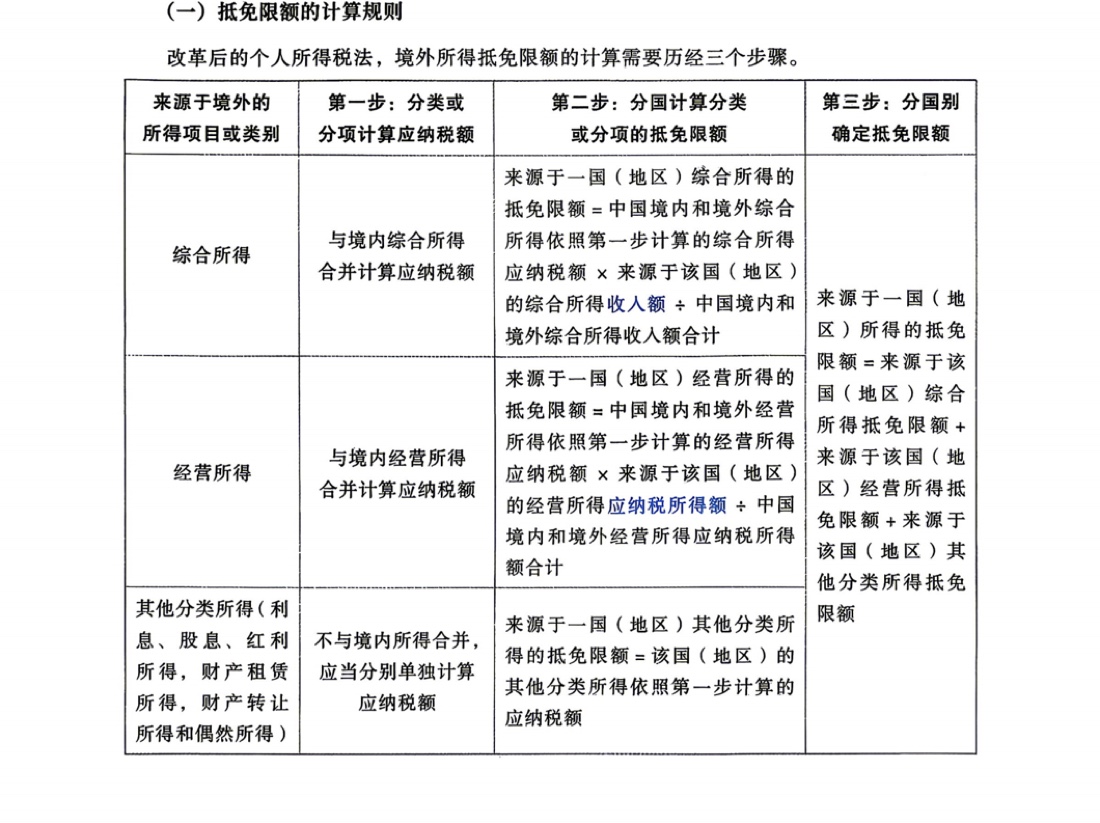 （一）抵免限额的计算规则
改革后的个人所得税法，境外所得抵免限额的计算需要历经三个步骤。
来源于境外的
所得项目或类别
第一步：分类或
分项计算应纳税额
第二步：分国计算分类
或分项的抵免限额
第三步：分国别
确定抵免限额
综合所得
与境内综合所得
合并计算应纳税额
来源于一国（地区）综合所得的
抵免限额＝中国境内和境外综合
所得依照第一步计算的综合所得
应纳税额 × 来源于该国（地区）
的综合所得收入额 ÷ 中国境内和
境外综合所得收入额合计
经营所得
与境内经营所得
合并计算应纳税额
来源于一国（地区）经营所得的
抵免限额＝中国境内和境外经营
所得依照第一步计算的经营所得
应纳税额 × 来源于该国（地区）
的经营所得应纳税所得额 ÷ 中国
境内和境外经营所得应纳税所得
额合计
其他分类所得（利
息、股息、红利
所得，财产租赁
所得，财产转让
所得和偶然所得）
不与境内所得合并，
应当分别单独计算
应纳税额
来源于一国（地区）其他分类所
得的抵免限额＝该国（地区）的
其他分类所得依照第一步计算的
应纳税额
来源于一国（地
区）所得的抵免
限额＝来源于该
国（地区）综合
所得抵免限额＋
来源于该国（地
区）经营所得抵
免限额＋来源于
该国（地区）其
他分类所得抵免
限额